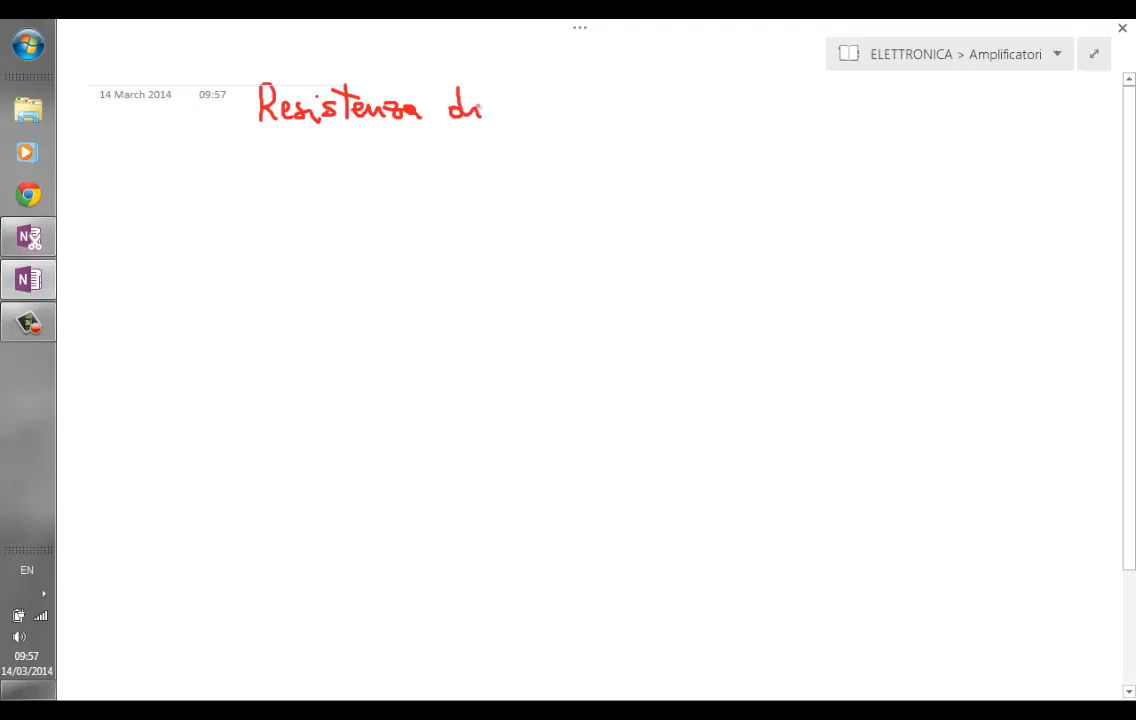 ELETTRONICA > Amplificatori
14 March 2014 09:57
Resistenza di
EN
09:57
14/03/2014